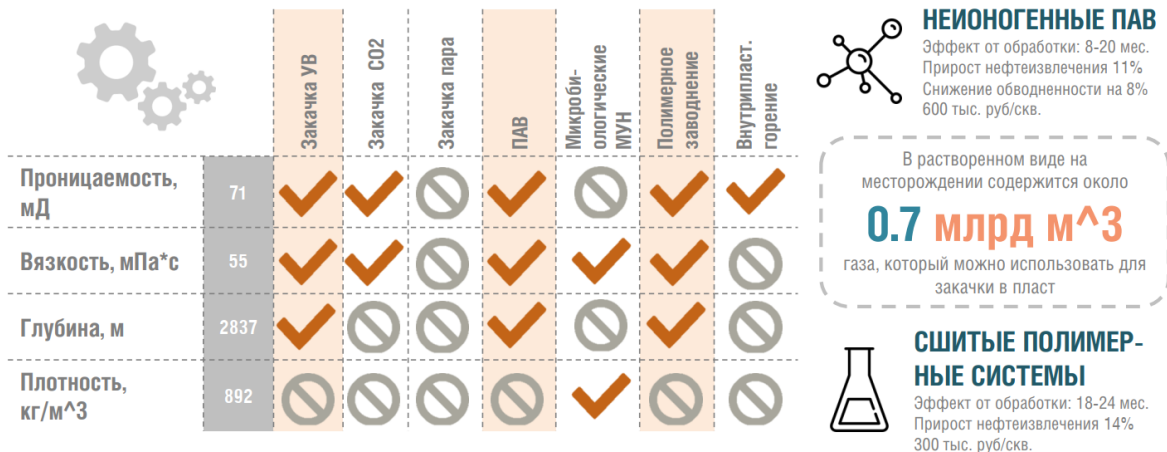 Закачка УВ
Закачка CO2
Закачка пара
ПАВ
Микроби-
ологические
МУН
Полимерное
заводнение
Внутрипласт.
горение
Проницаемость,
мД
71
Вязкость, мПа*с
55
Глубина, м
2837
Плотность,
кг/м^3
892
НЕИОНОГЕННЫЕ ПАВ
Эффект от обработки: 8-20 мес.
Прирост нефтеизвлечения 11%
Снижение обводненности на 8%
600 тыс. руб/скв.
В растворенном виде на
месторождении содержится около
0.7 млрд м^3
газа, который можно использовать для
закачки в пласт
СШИТЫЕ ПОЛИМЕР-
НЫЕ СИСТЕМЫ
Эффект от обработки: 18-24 мес.
Прирост нефтеизвлечения 14%
300 тыс. руб/скв.